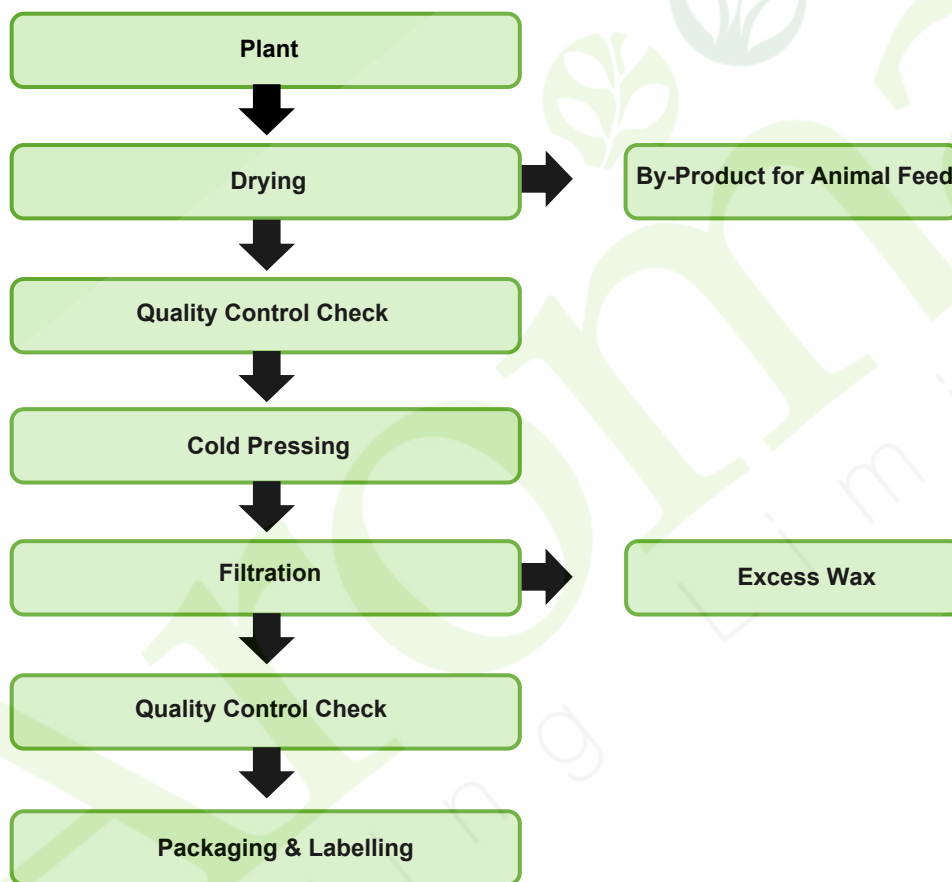 Plant
Drying
By-Product for Animal Feed
Quality Control Check
Cold Pressing
Filtration
Excess Wax
Quality Control Check
Packaging & Labelling